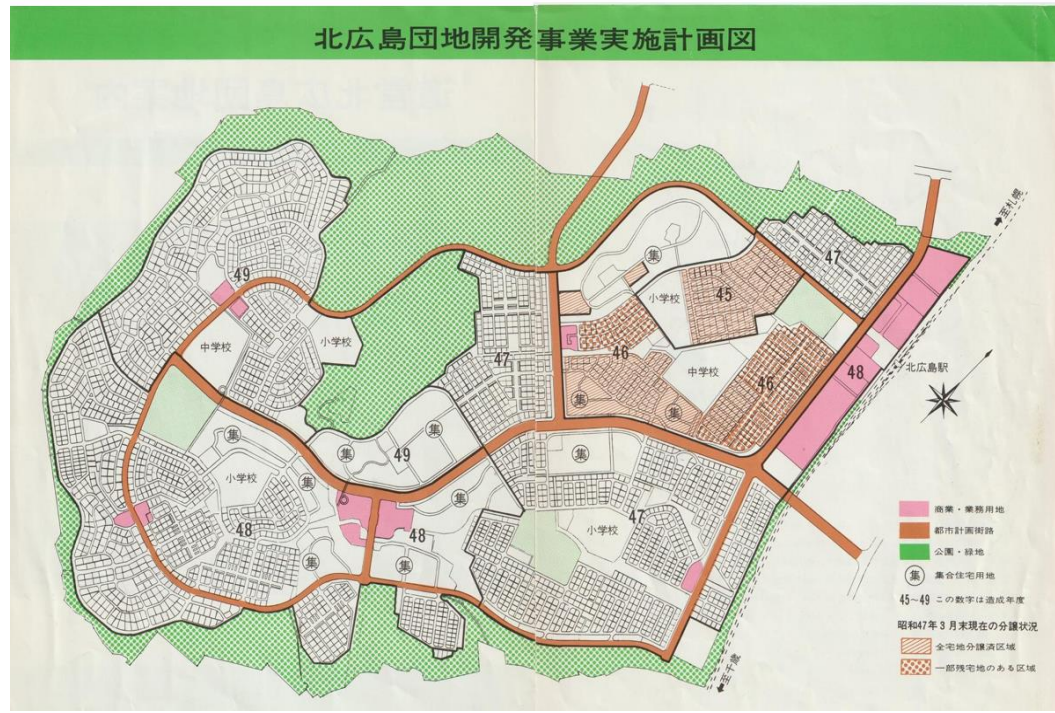 北広島団地開発事業実施計画図
至札幌
47
集
49
小学校
45
北広島駅
中学校
小学校
47
46
48
中学校
46
集
集
集
集
集
49
集
集
集
小学校
集
48
48
小学校
47
集
集
商業・業務用地
都市計画街路
公園・緑地
集 集合住宅用地
45~49 この数字は造成年度
昭和47年3月末現在の分譲状況
全宅地分譲済区域
一部残宅地のある区域
至千歳